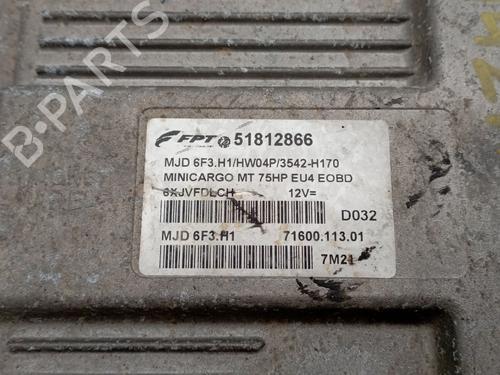 FPT 51812866
MJD 6F3.H1/HW04P/3542-H170
MINICARGO MT 75HP EU4 EOBD
6XJVFDLCH 12V=
D032
MJD 6F3.H1 71600.113.01
7M21
B-PARTS